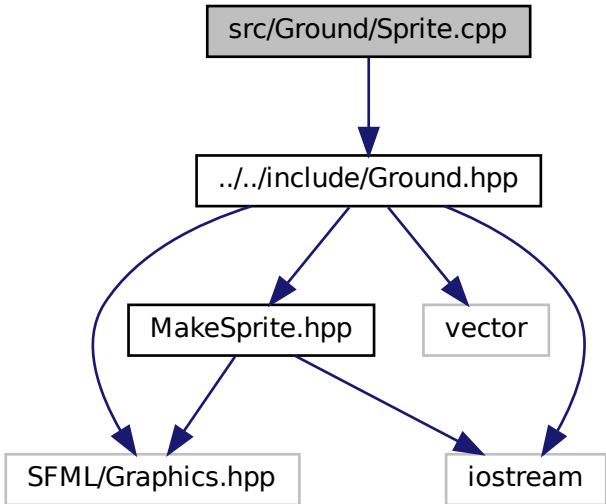 src/Ground/Sprite.cpp
../../include/Ground.hpp
MakeSprite.hpp
vector
SFML/Graphics.hpp
iostream